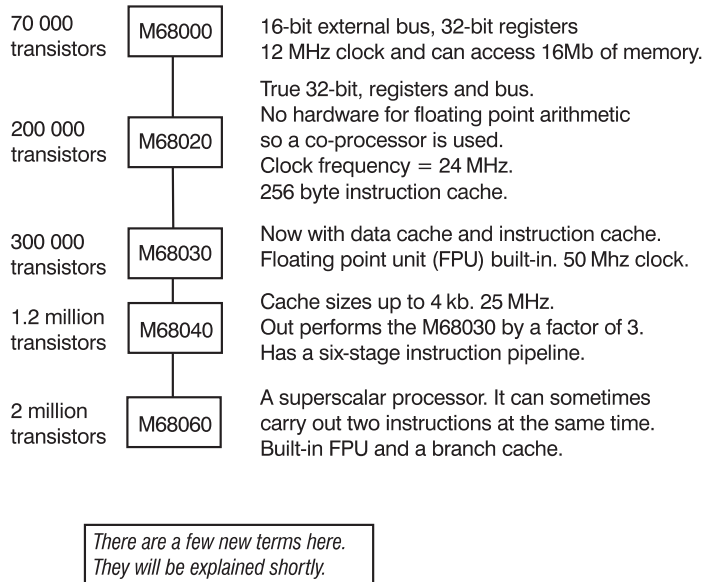 70 000
transistors
M68000
16-bit external bus, 32-bit registers
12 MHz clock and can access 16Mb of memory.
200 000
transistors
M68020
True 32-bit, registers and bus.
No hardware for floating point arithmetic
so a co-processor is used.
Clock frequency = 24 MHz.
256 byte instruction cache.
300 000
transistors
M68030
Now with data cache and instruction cache.
Floating point unit (FPU) built-in. 50 Mhz clock.
1.2 million
transistors
M68040
Cache sizes up to 4 kb. 25 MHz.
Out performs the M68030 by a factor of 3.
Has a six-stage instruction pipeline.
2 million
transistors
M68060
A superscalar processor. It can sometimes
carry out two instructions at the same time.
Built-in FPU and a branch cache.
There are a few new terms here.
They will be explained shortly.